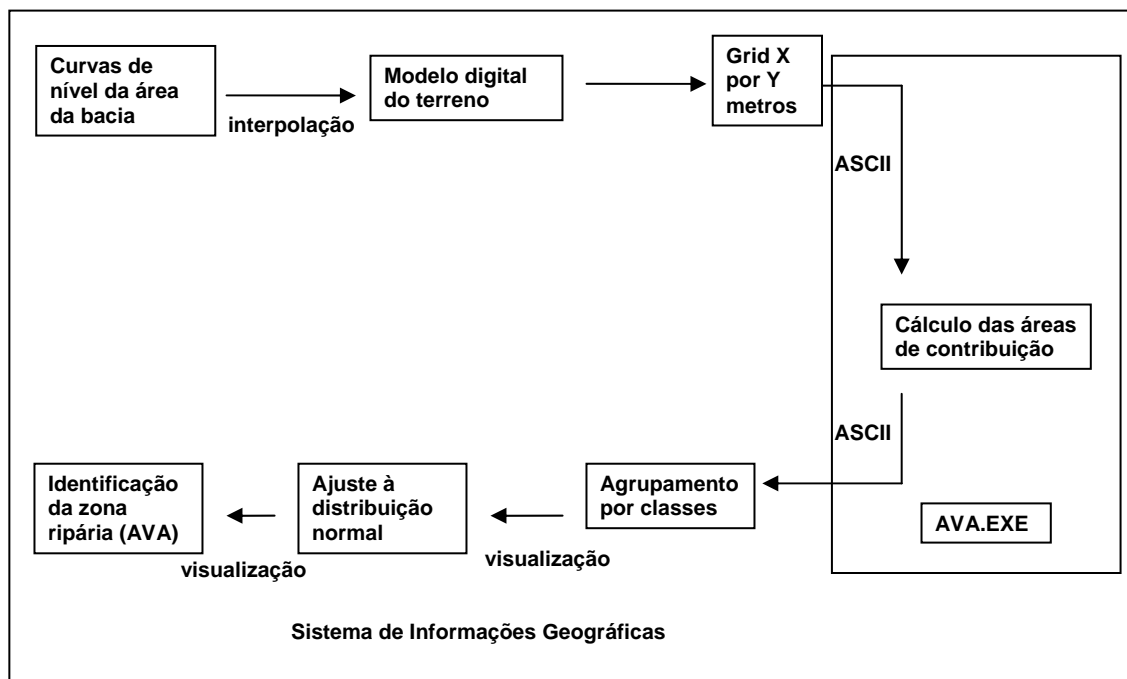 Curvas de
nível da área
da bacia
interpolação
Modelo digital
do terreno
Grid X
por Y
metros
ASCII
Cálculo das áreas
de contribuição
ASCII
AVA.EXE
Agrupamento
por classes
visualização
Ajuste à
distribuição
normal
visualização
Identificação
da zona
ripária (AVA)
Sistema de Informações Geográficas